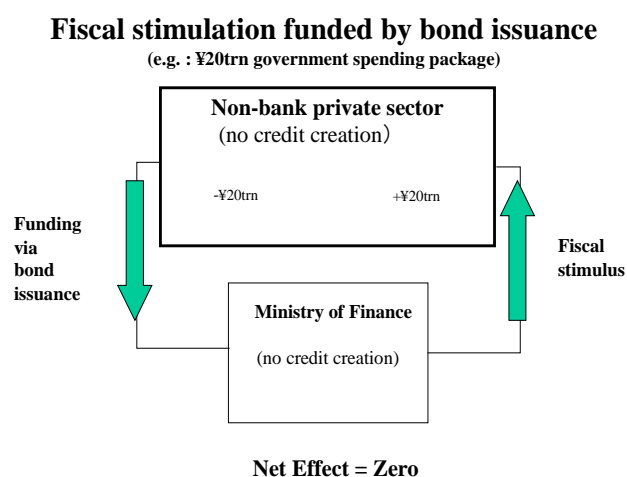 Fiscal stimulation funded by bond issuance
(e.g. : ¥20trn government spending package)
Non-bank private sector
(no credit creation）
-¥20trn
+¥20trn
Funding
via
bond
issuance
Fiscal
stimulus
Ministry of Finance
(no credit creation)
Net Effect = Zero